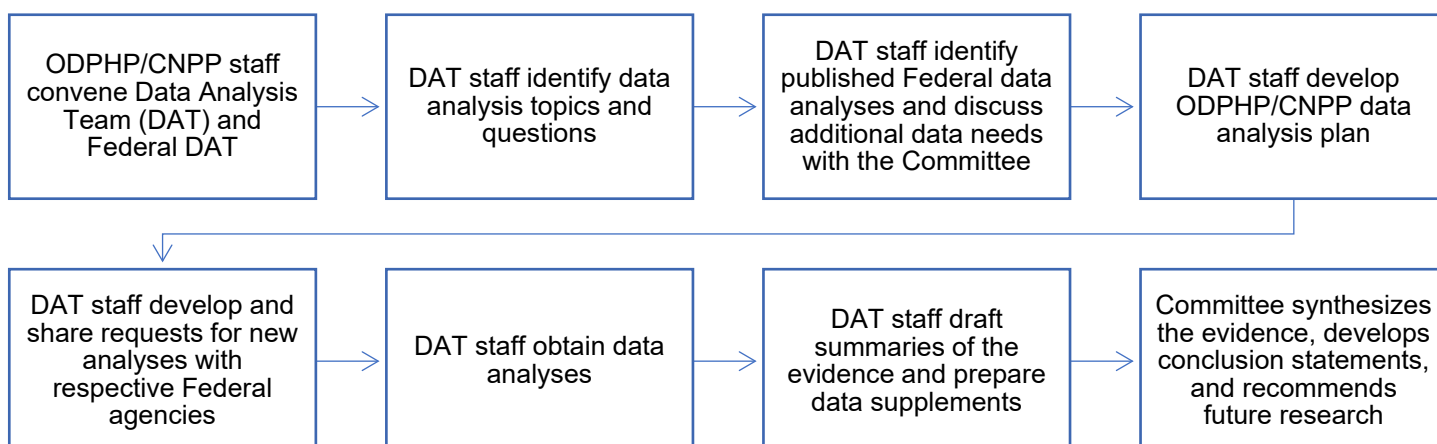 ODPHP/CNPP staff
convene Data Analysis
Team (DAT) and
Federal DAT
DAT staff identify data
analysis topics and
questions
DAT staff identify
published Federal data
analyses and discuss
additional data needs
with the Committee
DAT staff develop
ODPHP/CNPP data
analysis plan
DAT staff develop and
share requests for new
analyses with
respective Federal
agencies
DAT staff obtain data
analyses
DAT staff draft
summaries of the
evidence and prepare
data supplements
Committee synthesizes
the evidence, develops
conclusion statements,
and recommends
future research